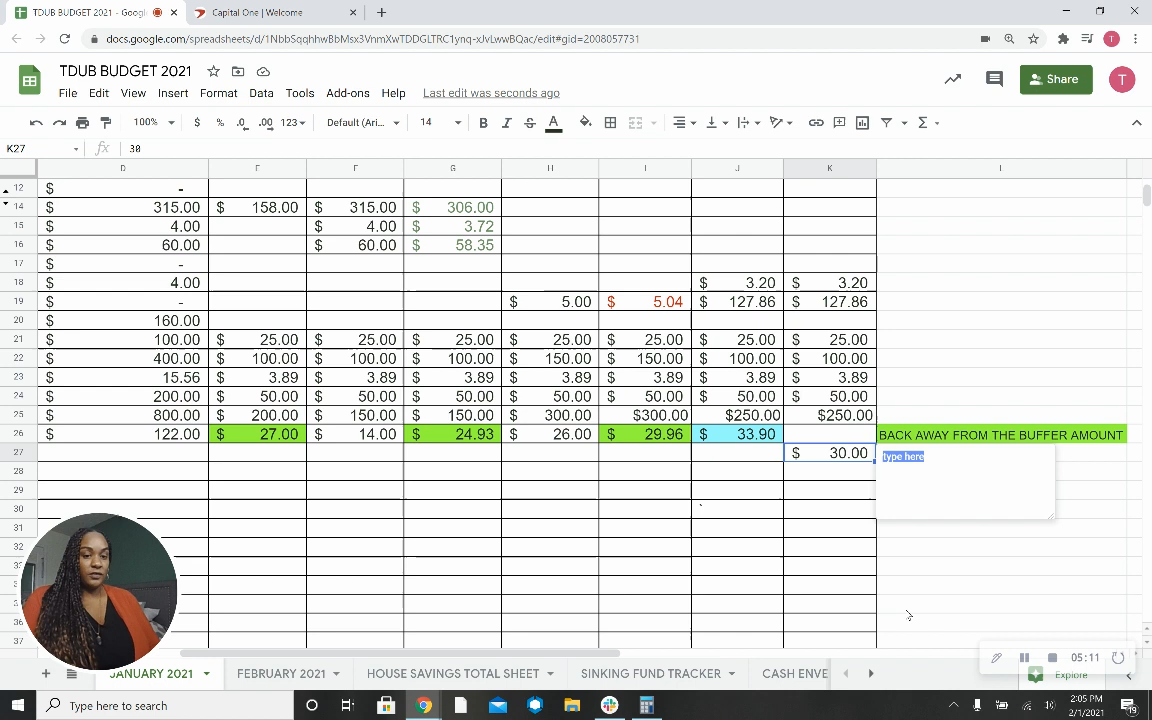 TDUB BUDGET 2021 - Googl
Capital One | Welcome
docs.google.com/spreadsheets/d/1NbbSqqhhwBbMsx3VnmXwTDDGLTRC1ynq-xJvLwwBQac/edit#gid=2008057731
T
TDUB BUDGET 2021
File Edit View Insert Format Data Tools Add-ons Help Last edit was seconds ago
Share
T
100% $ % .0 .00 123 Default (Ari... 14 B I S A
K27 fx 30
D E F G H I J K L
12 $ -
14 $ 315.00 $ 158.00 $ 315.00 $ 306.00
15 $ 4.00 $ 4.00 $ 3.72
16 $ 60.00 $ 60.00 $ 58.35
17 $ -
18 $ 4.00 $ 3.20 $ 3.20
19 $ - $ 5.00 $ 5.04 $ 127.86 $ 127.86
20 $ 160.00
21 $ 100.00 $ 25.00 $ 25.00 $ 25.00 $ 25.00 $ 25.00 $ 25.00 $ 25.00
22 $ 400.00 $ 100.00 $ 100.00 $ 100.00 $ 150.00 $ 150.00 $ 100.00 $ 100.00
23 $ 15.56 $ 3.89 $ 3.89 $ 3.89 $ 3.89 $ 3.89 $ 3.89 $ 3.89
24 $ 200.00 $ 50.00 $ 50.00 $ 50.00 $ 50.00 $ 50.00 $ 50.00 $ 50.00
25 $ 800.00 $ 200.00 $ 150.00 $ 150.00 $ 300.00 $300.00 $250.00 $250.00
26 $ 122.00 $ 27.00 $ 14.00 $ 24.93 $ 26.00 $ 29.96 $ 33.90 BACK AWAY FROM THE BUFFER AMOUNT
27 $ 30.00 type here
28
29
30 `
31
32
36
37
JANUARY 2021 FEBRUARY 2021 HOUSE SAVINGS TOTAL SHEET SINKING FUND TRACKER CASH ENVE
05:11
Explore
Type here to search
2:05 PM
2/1/2021
19